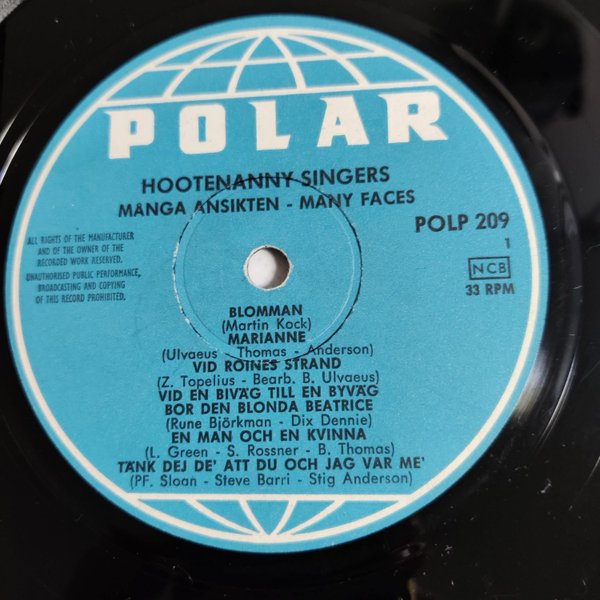 POLAR
HOOTENANNY SINGERS
MÅNGA ANSIKTEN - MANY FACES
POLP 209
1
NCB
33 RPM
ALL RIGHTS OF THE MANUFACTURER
AND OF THE OWNER OF THE
RECORDED WORK RESERVED.
UNAUTHORISED PUBLIC PERFORMANCE,
BROADCASTING AND COPYING
OF THIS RECORD PROHIBITED.
BLOMMAN
(Martin Kock)
MARIANNE
(Ulvaeus - Thomas - Anderson)
VID ROINES STRAND
(Z. Topelius - Bearb. B. Ulvaeus)
VID EN BIVÄG TILL EN BYVÄG
BOR DEN BLONDA BEATRICE
(Rune Björkman - Dix Dennie)
EN MAN OCH EN KVINNA
(L. Green - S. Rossner - B. Thomas)
TÄNK DEJ DE' ATT DU OCH JAG VAR ME'
(PF. Sloan - Steve Barri - Stig Anderson)